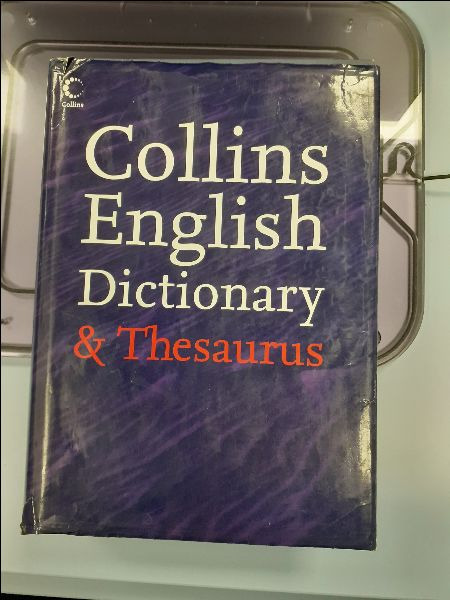 Collins
Collins
English
Dictionary
& Thesaurus